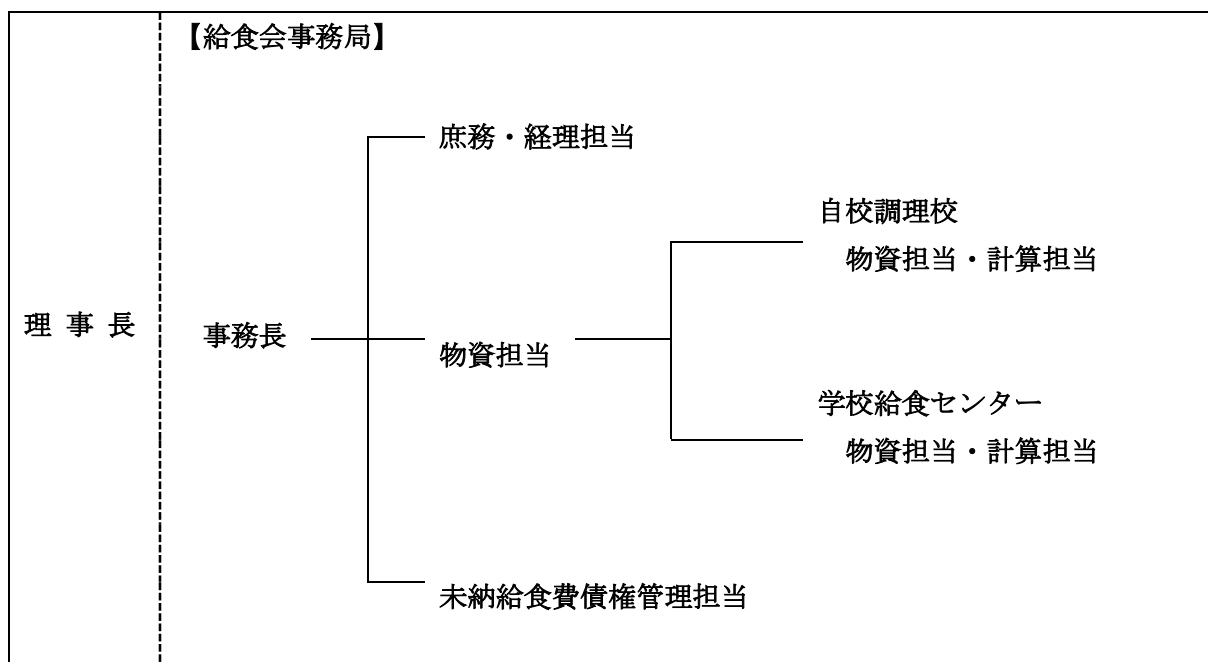 【給食会事務局】
庶務・経理担当
自校調理校
物資担当・計算担当
理事長
事務長
物資担当
学校給食センター
物資担当・計算担当
未納給食費債権管理担当